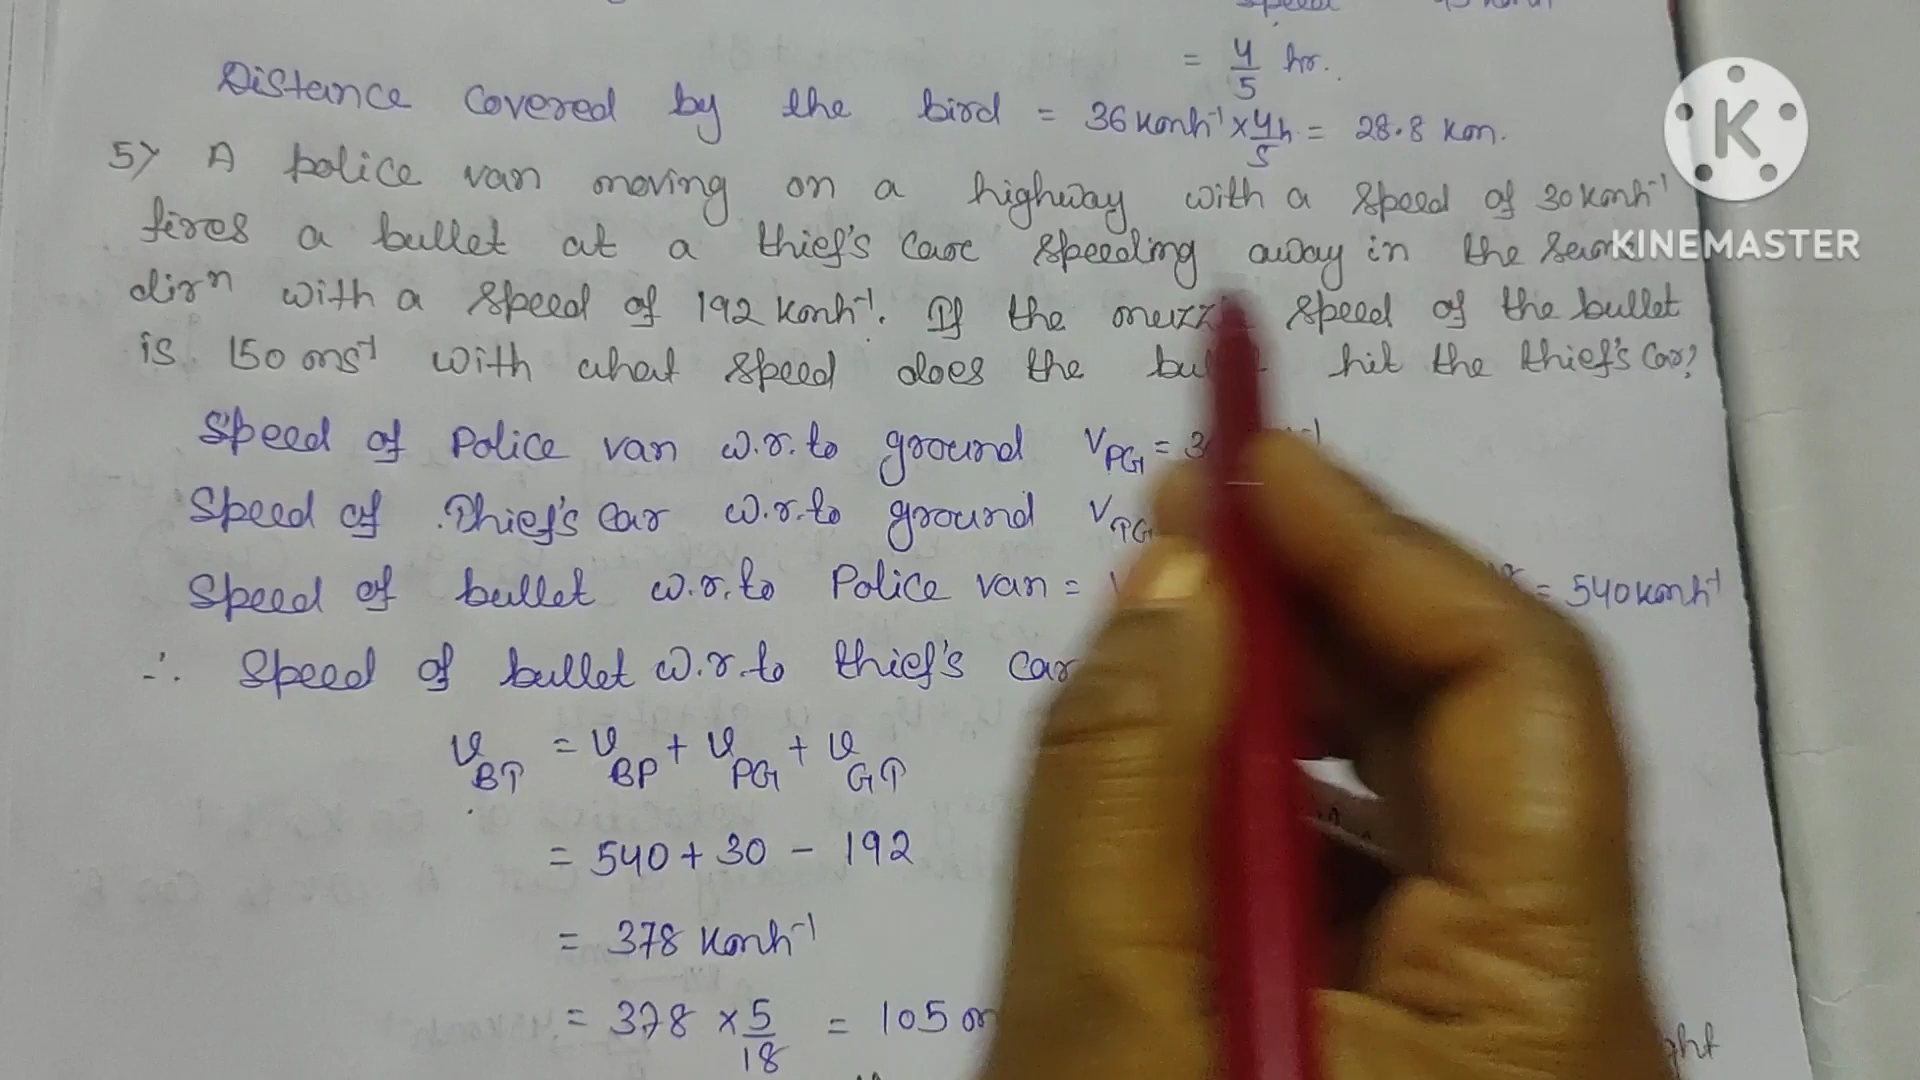 speed
= 4/5 hr.
Distance covered by the bird = 36 kmh⁻¹ × 4/5 h = 28.8 km.
K
5) A police van moving on a highway with a speed of 30 kmh⁻¹
fires a bullet at a thief's car speeding away in the same
KINEMASTER
dirⁿ with a speed of 192 kmh⁻¹. If the speed of the bullet
is 150 ms⁻¹ with what speed does the hit the thief's car?
Speed of Police van w.r.to ground V_PG =
Speed of Thief's car w.r.to ground V_TG
Speed of bullet w.r.to Police van = = 540 kmh⁻¹
∴ Speed of bullet w.r.to thief's car
v_BT = v_BP + v_PG + v_GT
= 540 + 30 - 192
= 378 kmh⁻¹
= 378 × 5/18 = 105